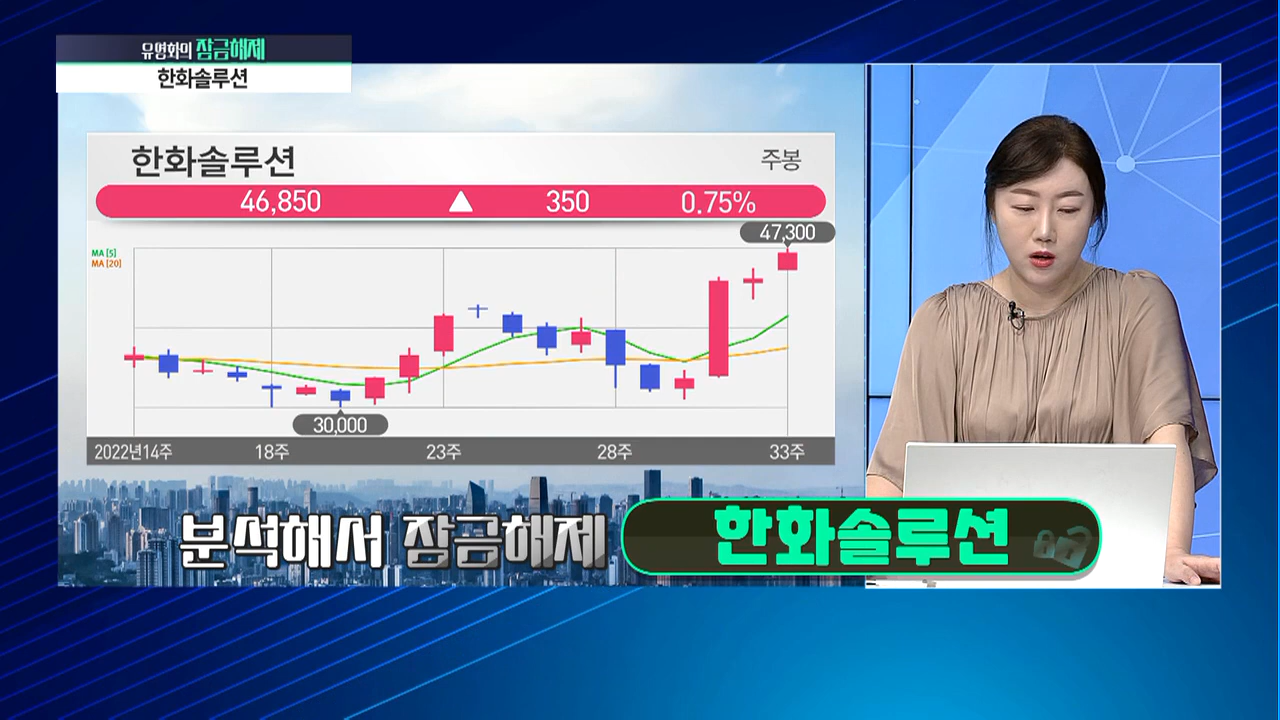 유명화의 잠금해제
한화솔루션
한화솔루션 주봉
46,850 ▲ 350 0.75%
47,300
MA [5]
MA [20]
30,000
2022년14주 18주 23주 28주 33주
분석해서 잠금해제 한화솔루션